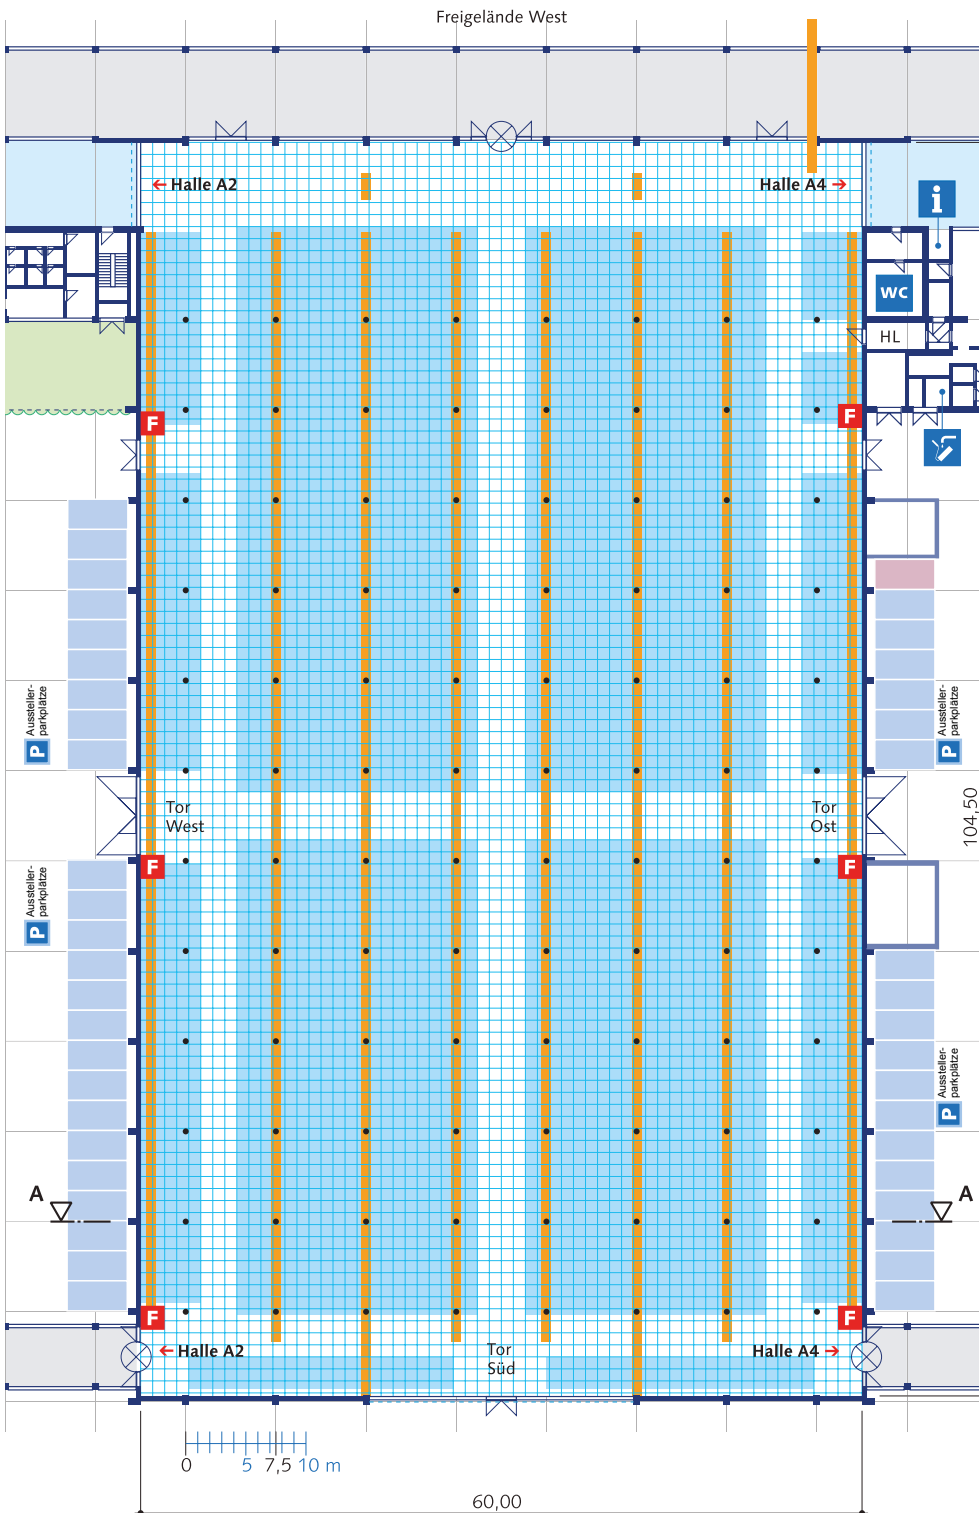 Freigelände West
← Halle A2
Halle A4 →
i
WC
HL
F
F
Aussteller-
parkplätze
P
Aussteller-
parkplätze
P
Tor
West
Tor
Ost
104,50
F
F
Aussteller-
parkplätze
P
Aussteller-
parkplätze
P
A
A
F
F
← Halle A2
Tor
Süd
Halle A4 →
0 5 7,5 10 m
60,00